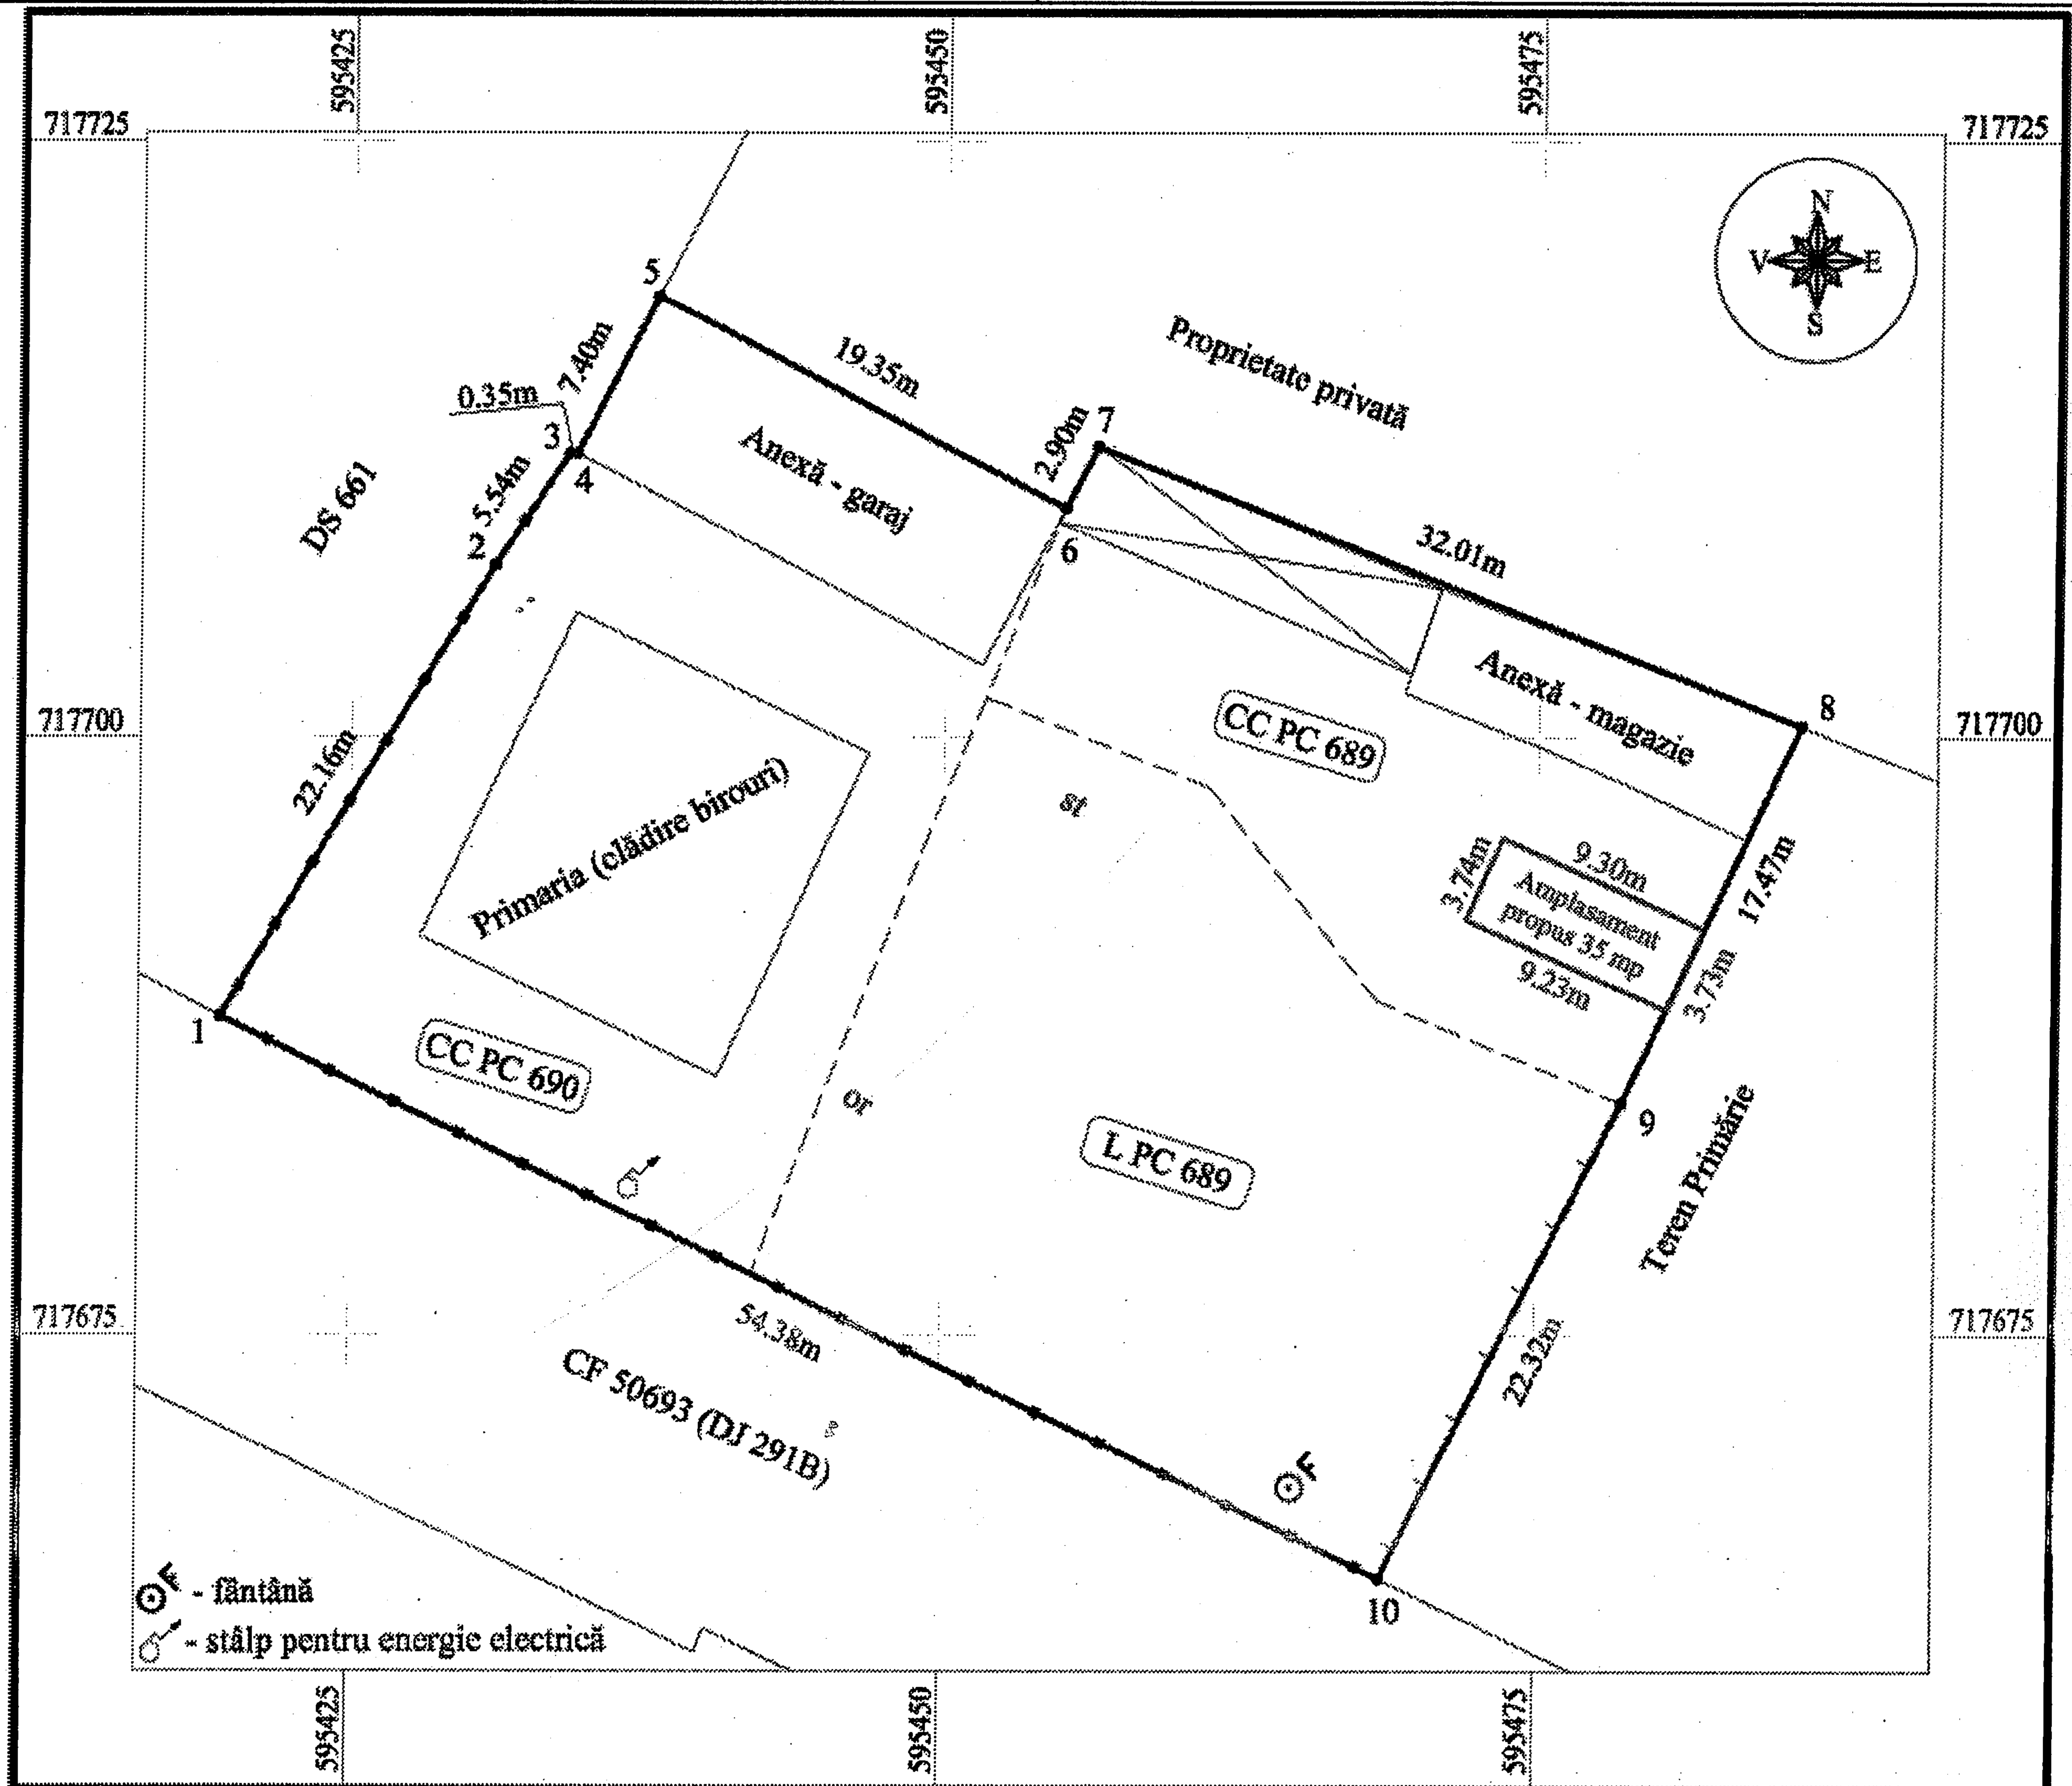 595425
595450
595475
717725
717725
N
V
E
S
5
7.40m
19.35m
Proprietate privată
0.35m
3
4
2.90m
7
Anexă - garaj
DS 661
5.54m
2
6
32.01m
Anexă - magazie
8
717700
717700
CC PC 689
22.16m
Primaria (clădire birouri)
st
3.74m
9.30m
17.47m
Amplasament
propus 35 mp
9.23m
3.73m
1
CC PC 690
or
L PC 689
9
Teren Primărie
717675
717675
54.38m
22.32m
CF 50693 (DJ 291B)
F
10
F - fântână
- stâlp pentru energie electrică
595425
595450
595475